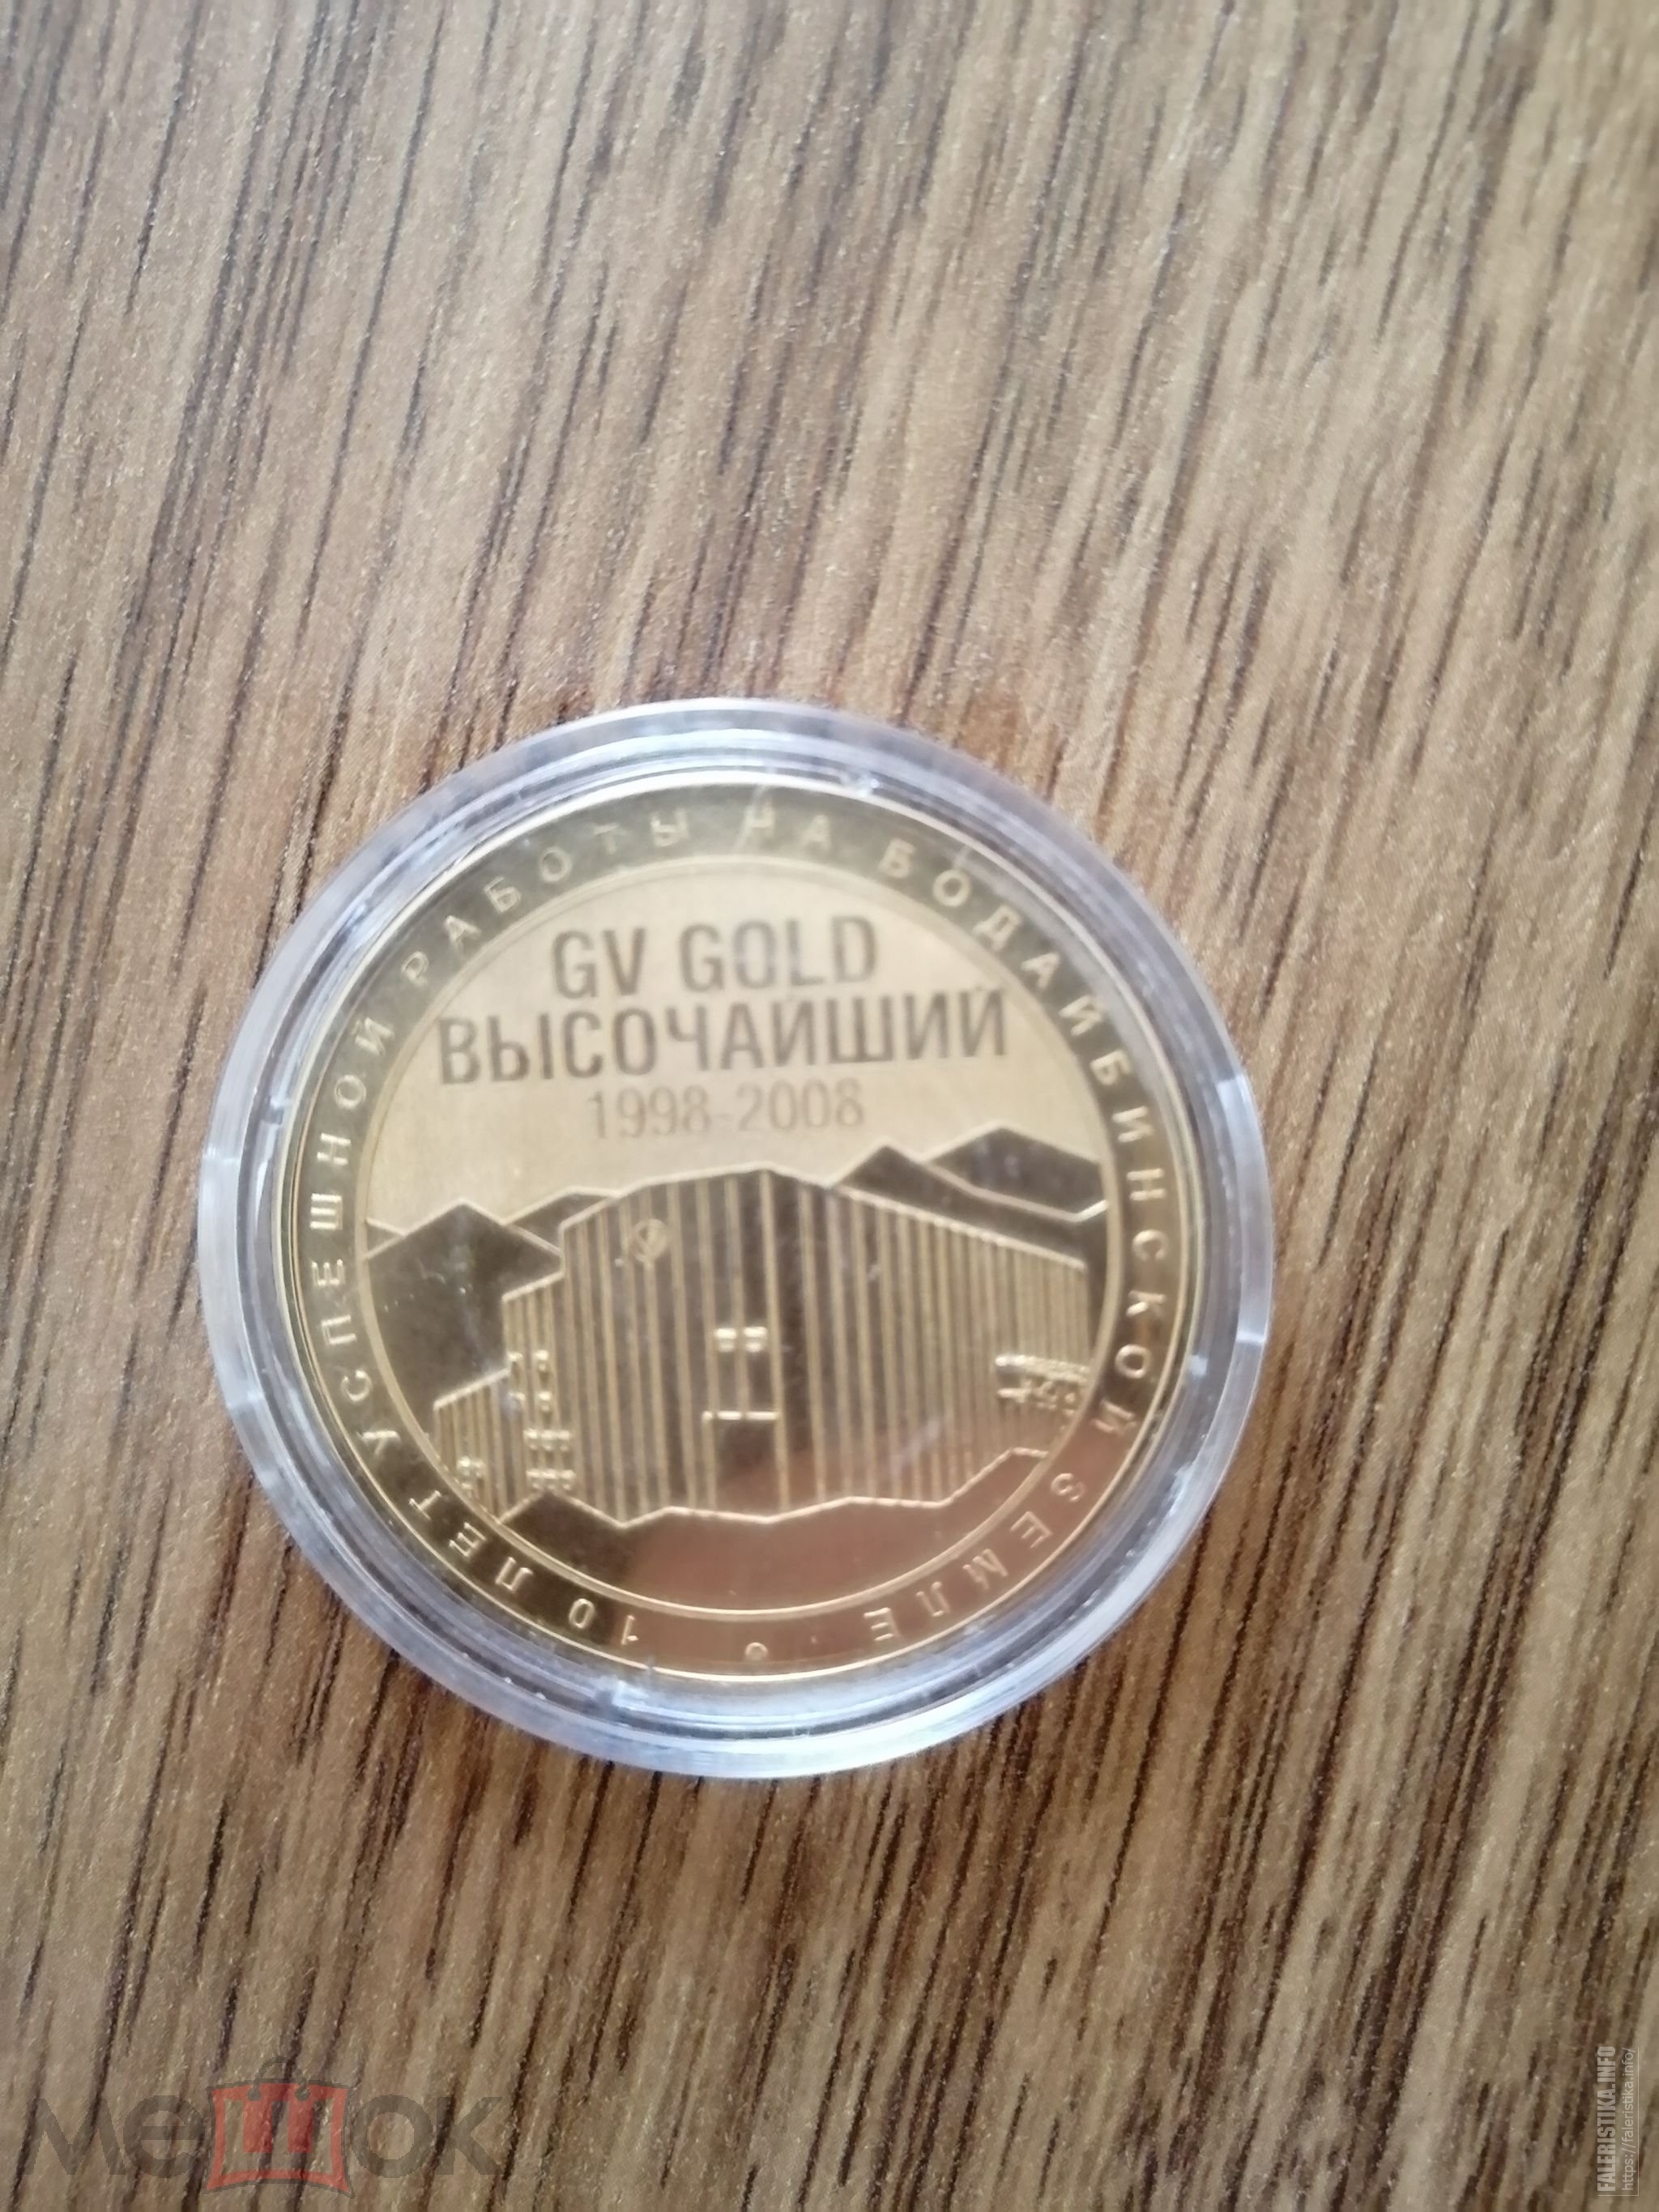 10 ЛЕТ УСПЕШНОЙ РАБОТЫ НА БОДАЙБИНСКОЙ ЗЕМЛЕ
GV GOLD
ВЫСОЧАЙШИЙ
1998-2008
мешок
FALERISTIKA.INFO
https://faleristika.info/